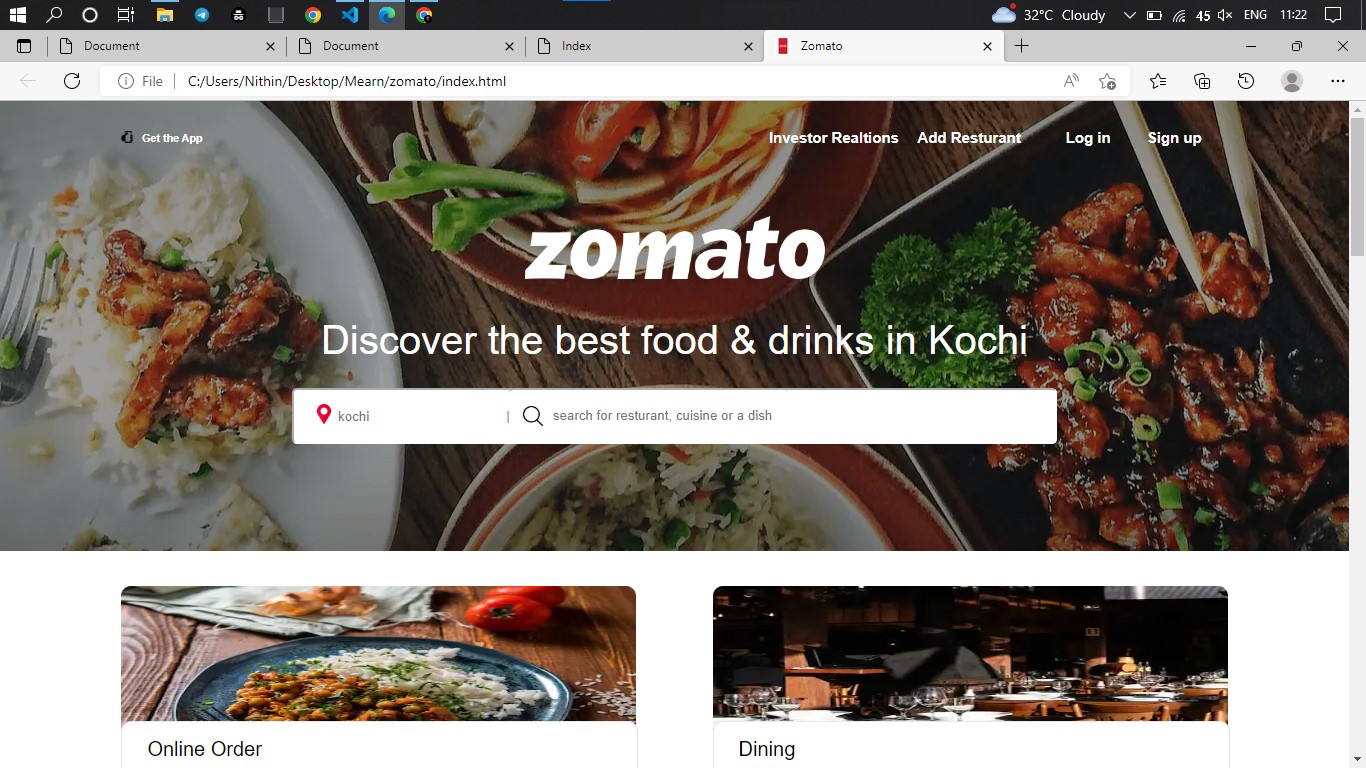 32°C Cloudy
45
ENG
11:22
Document
Document
Index
Zomato
File
C:/Users/Nithin/Desktop/Mearn/zomato/index.html
Get the App
Investor Realtions
Add Resturant
Log in
Sign up
zomato
Discover the best food & drinks in Kochi
kochi
|
search for resturant, cuisine or a dish
Online Order
Dining